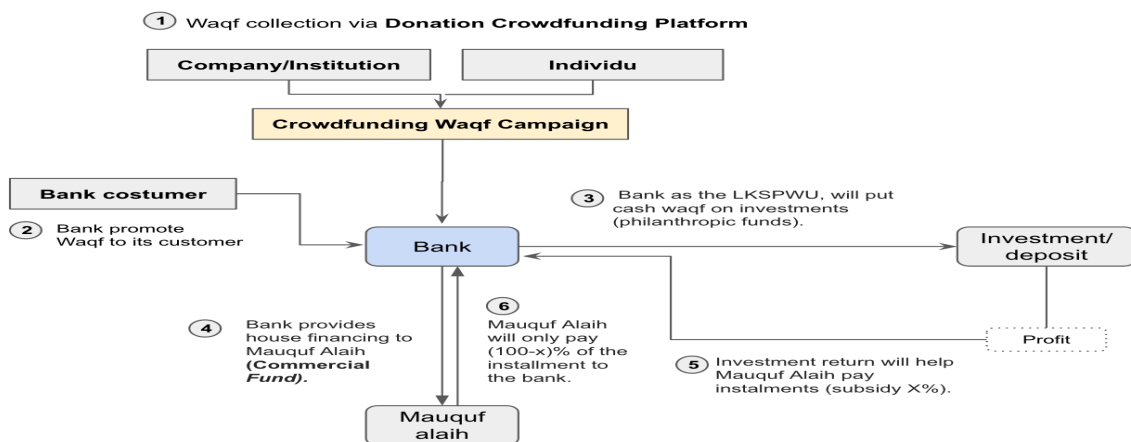 1 Waqf collection via Donation Crowdfunding Platform
Company/Institution
Individu
Crowdfunding Waqf Campaign
Bank costumer
2 Bank promote
Waqf to its customer
3 Bank as the LKSPWU, will put
cash waqf on investments
(philanthropic funds).
Bank
Investment/
deposit
4 Bank provides
house financing to
Mauquf Alaih
(Commercial
Fund).
6 Mauquf Alaih
will only pay
(100-x)% of the
installment to
the bank.
Profit
5 Investment return will help
Mauquf Alaih pay
instalments (subsidy X%).
Mauquf
alaih